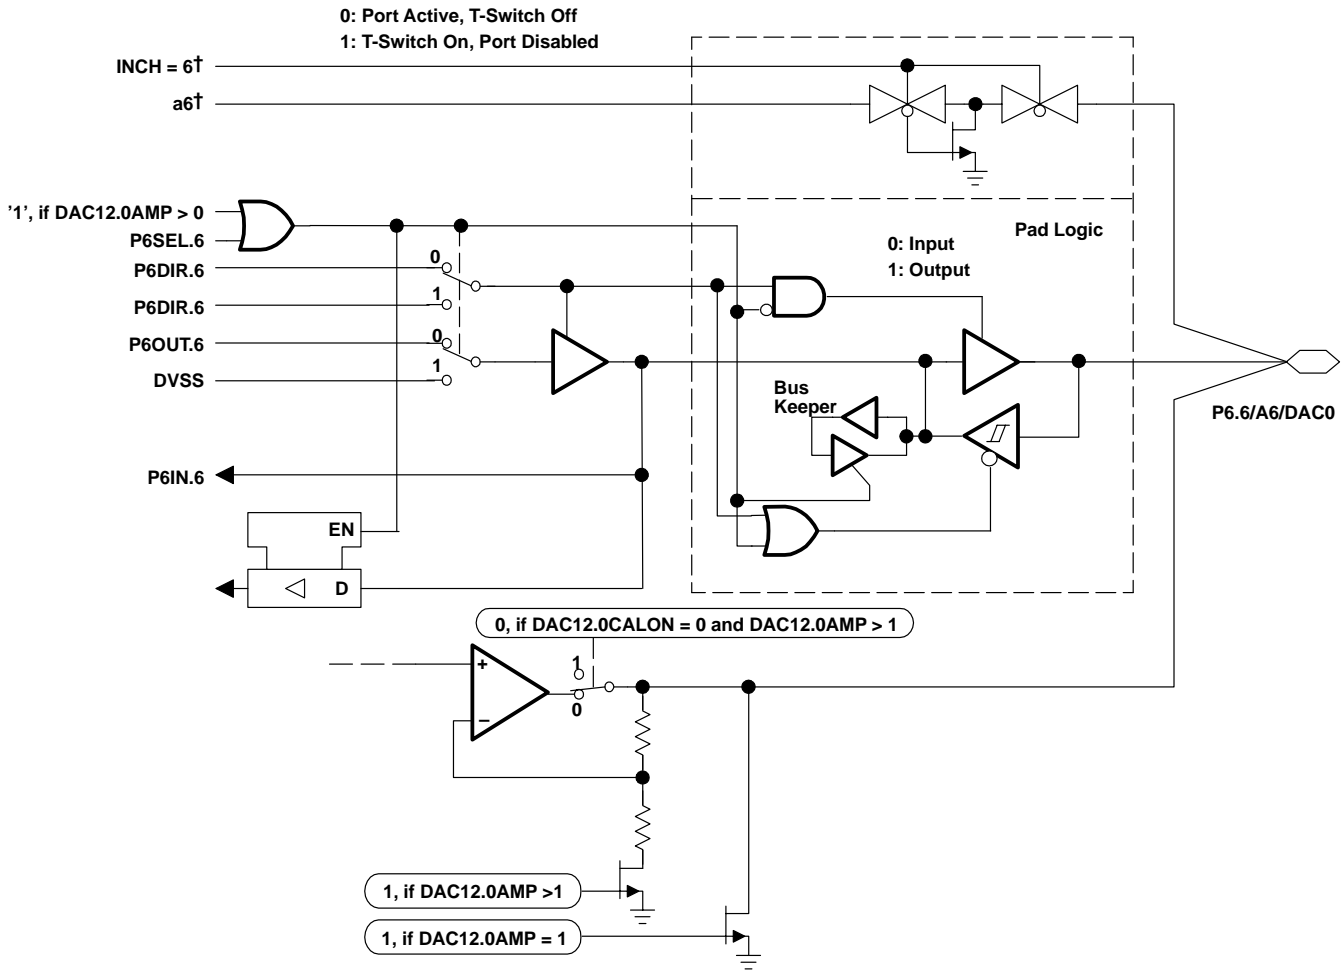 0: Port Active, T-Switch Off
1: T-Switch On, Port Disabled
INCH = 6†
a6†
’1’, if DAC12.0AMP > 0
P6SEL.6
P6DIR.6
0
P6DIR.6
1
P6OUT.6
0
DVSS
1
Pad Logic
0: Input
1: Output
Bus
Keeper
P6.6/A6/DAC0
P6IN.6
EN
D
0, if DAC12.0CALON = 0 and DAC12.0AMP > 1
+
−
1
0
1, if DAC12.0AMP >1
1, if DAC12.0AMP = 1